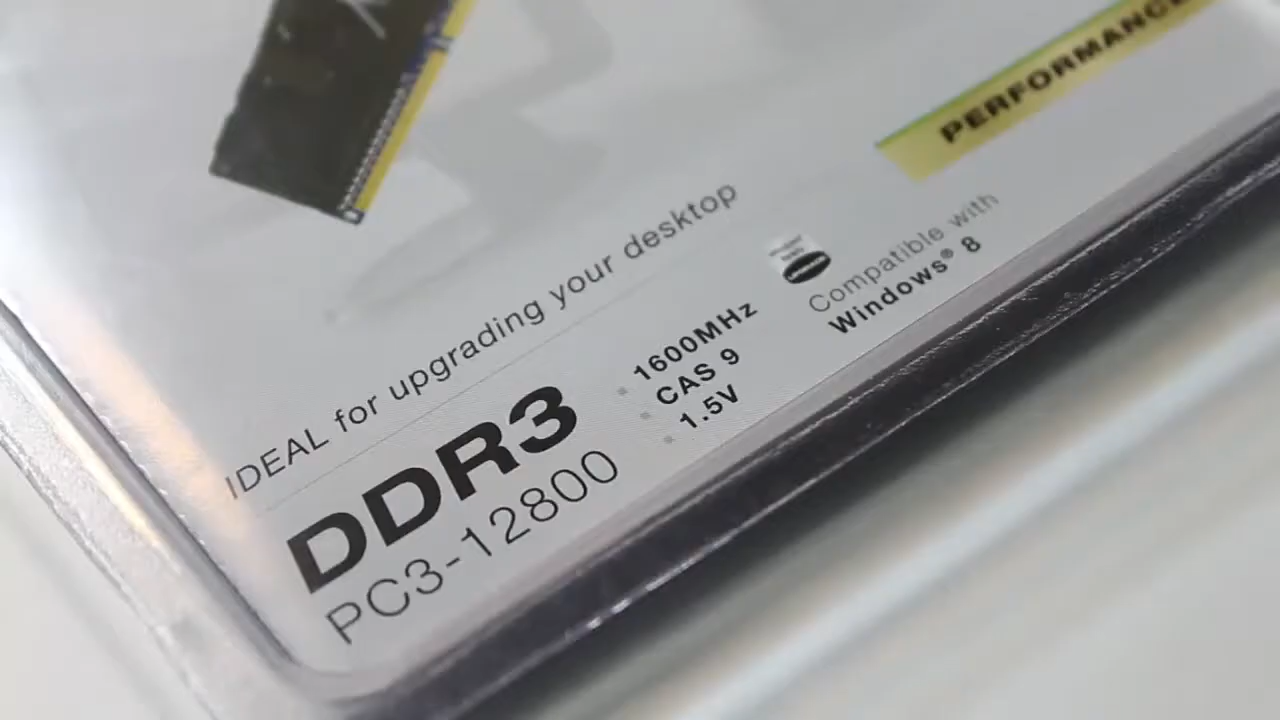 PERFORMANCE
IDEAL for upgrading your desktop
DDR3
PC3-12800
1600MHz
CAS 9
1.5V
Compatible with
Windows® 8